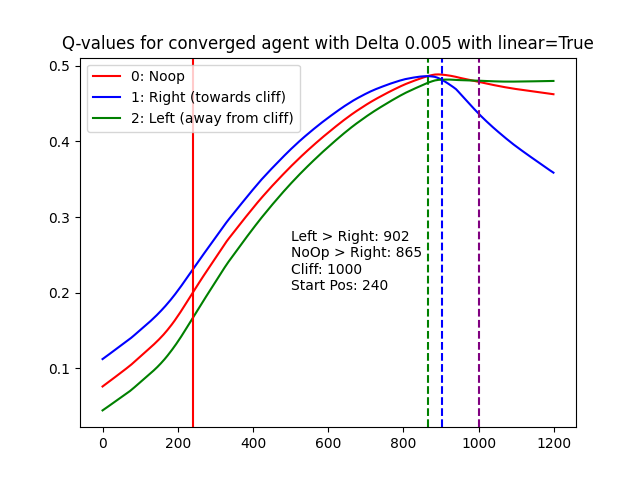 Q-values for converged agent with Delta 0.005 with linear=True
0: Noop
1: Right (towards cliff)
2: Left (away from cliff)
Left > Right: 902
NoOp > Right: 865
Cliff: 1000
Start Pos: 240
0.5
0.4
0.3
0.2
0.1
0 200 400 600 800 1000 1200